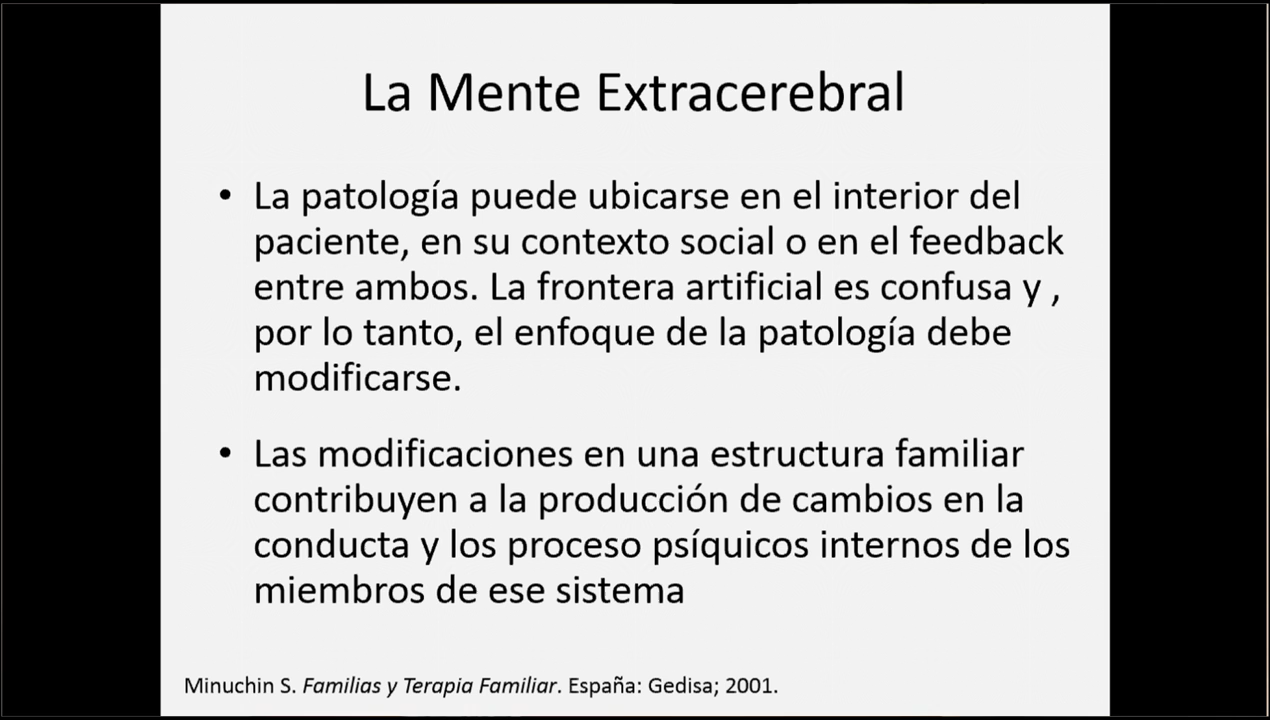 La Mente Extracerebral
• La patología puede ubicarse en el interior del
paciente, en su contexto social o en el feedback
entre ambos. La frontera artificial es confusa y ,
por lo tanto, el enfoque de la patología debe
modificarse.
• Las modificaciones en una estructura familiar
contribuyen a la producción de cambios en la
conducta y los proceso psíquicos internos de los
miembros de ese sistema
Minuchin S. Familias y Terapia Familiar. España: Gedisa; 2001.